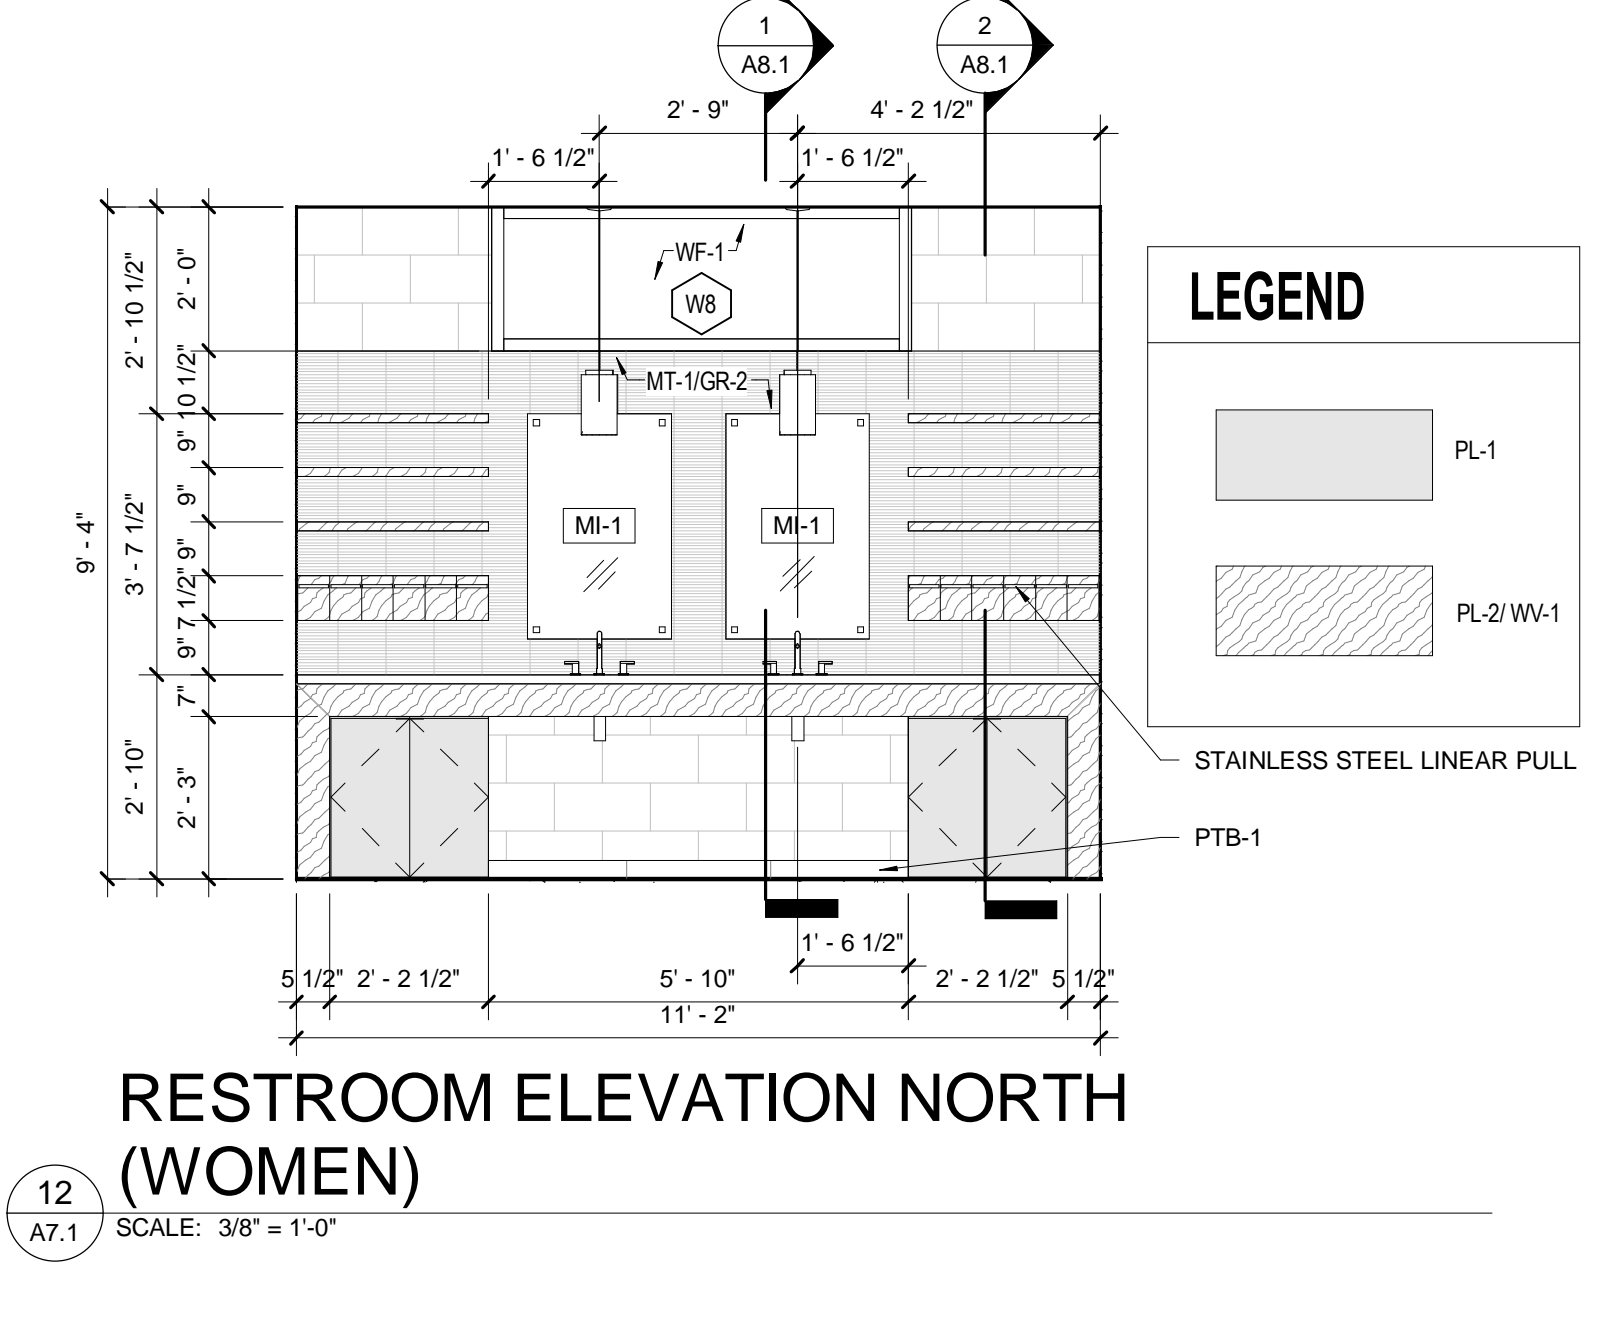 1
A8.1
2
A8.1
2' - 9"
4' - 2 1/2"
1' - 6 1/2"
1' - 6 1/2"
9' - 4"
2' - 10 1/2"
3' - 7 1/2"
2' - 10"
2' - 0"
10 1/2"
9"
9"
9"
7 1/2"
9"
7"
2' - 3"
WF-1
W8
MT-1/GR-2
MI-1
MI-1
LEGEND
PL-1
PL-2/ WV-1
STAINLESS STEEL LINEAR PULL
PTB-1
1' - 6 1/2"
5 1/2"
2' - 2 1/2"
5' - 10"
2' - 2 1/2"
5 1/2"
11' - 2"
RESTROOM ELEVATION NORTH
(WOMEN)
12
A7.1
SCALE: 3/8" = 1'-0"